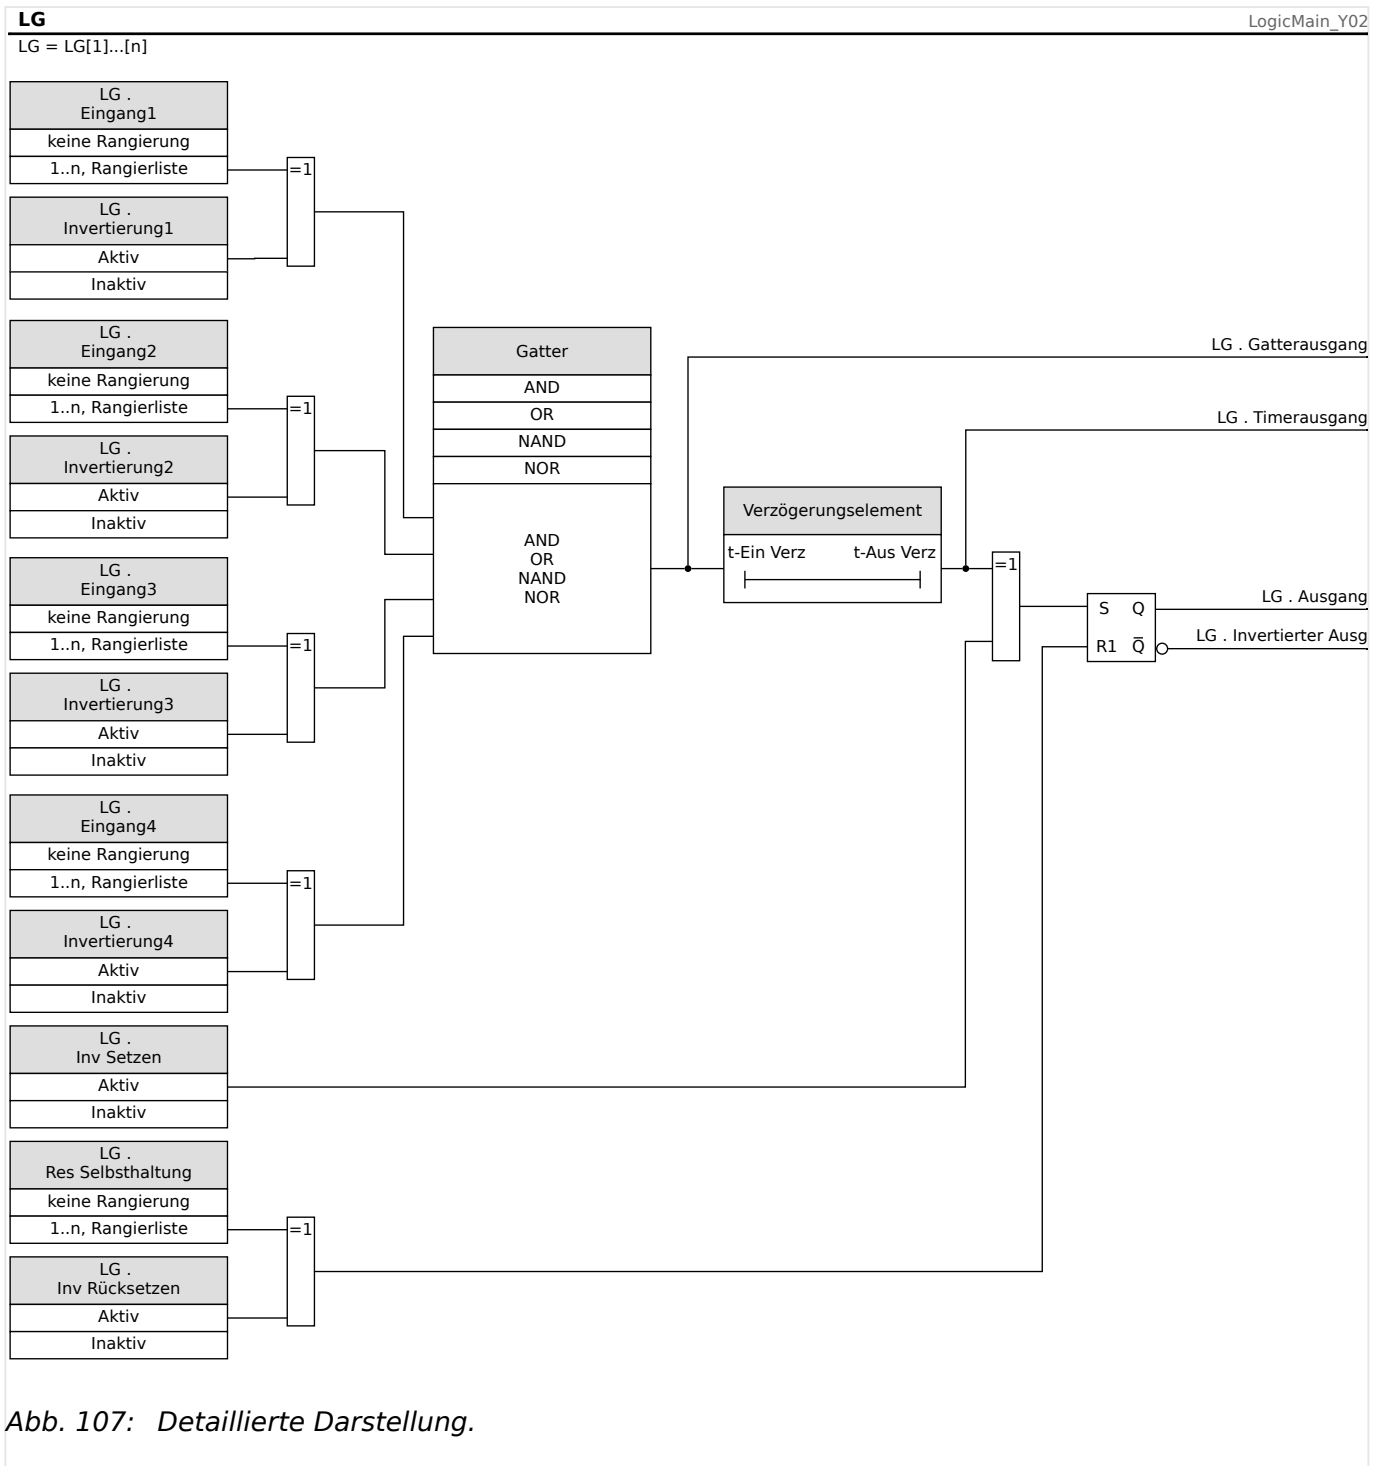 LG
LogicMain_Y02
LG = LG[1]...[n]
LG .
Eingang1
keine Rangierung
1..n, Rangierliste
=1
LG .
Invertierung1
Aktiv
Inaktiv
LG .
Eingang2
keine Rangierung
1..n, Rangierliste
=1
LG .
Invertierung2
Aktiv
Inaktiv
LG .
Eingang3
keine Rangierung
1..n, Rangierliste
=1
LG .
Invertierung3
Aktiv
Inaktiv
LG .
Eingang4
keine Rangierung
1..n, Rangierliste
=1
LG .
Invertierung4
Aktiv
Inaktiv
LG .
Inv Setzen
Aktiv
Inaktiv
LG .
Res Selbsthaltung
keine Rangierung
1..n, Rangierliste
=1
LG .
Inv Rücksetzen
Aktiv
Inaktiv
Gatter
AND
OR
NAND
NOR
AND
OR
NAND
NOR
Verzögerungselement
t-Ein Verz t-Aus Verz
=1
S Q
R1 Q̅
LG . Gatterausgang
LG . Timerausgang
LG . Ausgang
LG . Invertierter Ausg
Abb. 107: Detaillierte Darstellung.